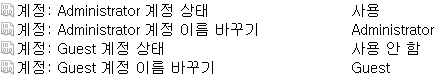 계정: Administrator 계정 상태 사용
계정: Administrator 계정 이름 바꾸기 Administrator
계정: Guest 계정 상태 사용 안 함
계정: Guest 계정 이름 바꾸기 Guest